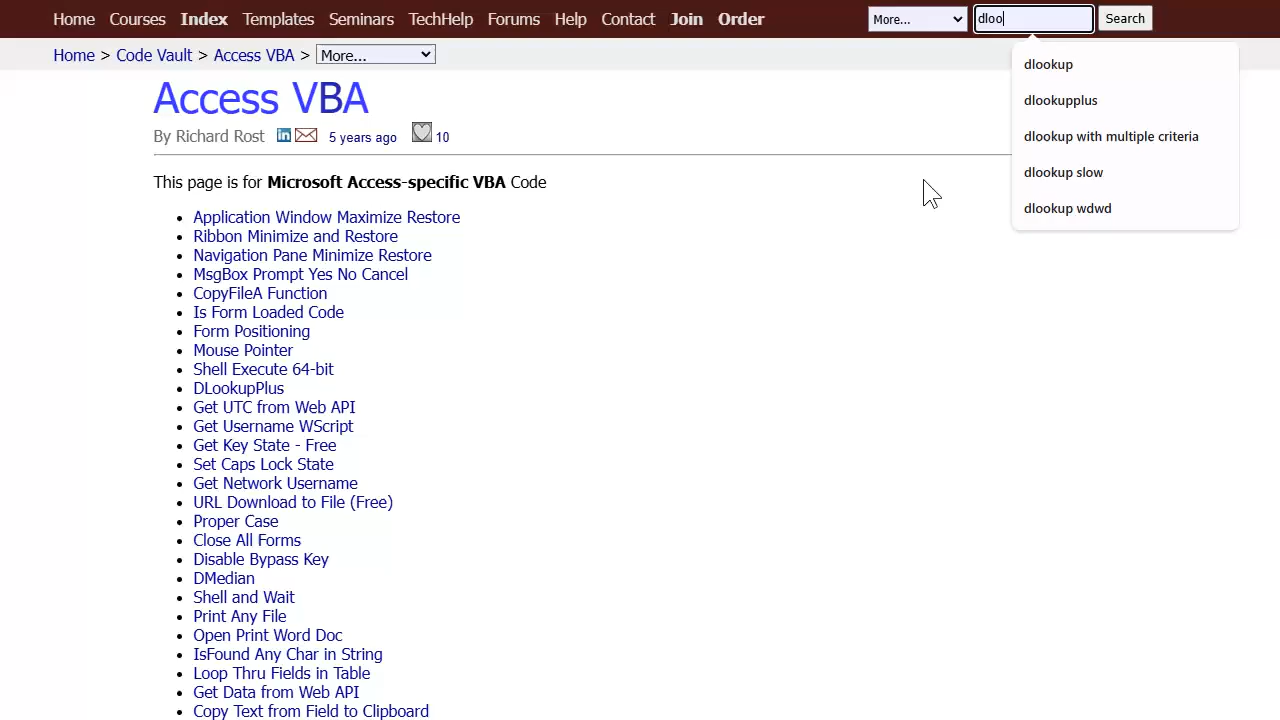 Home Courses Index Templates Seminars TechHelp Forums Help Contact Join Order More... dloo Search
Home > Code Vault > Access VBA > More...
dlookup
dlookupplus
dlookup with multiple criteria
dlookup slow
dlookup wdwd
Access VBA
By Richard Rost in 5 years ago 10
This page is for Microsoft Access-specific VBA Code
Application Window Maximize Restore
Ribbon Minimize and Restore
Navigation Pane Minimize Restore
MsgBox Prompt Yes No Cancel
CopyFileA Function
Is Form Loaded Code
Form Positioning
Mouse Pointer
Shell Execute 64-bit
DLookupPlus
Get UTC from Web API
Get Username WScript
Get Key State - Free
Set Caps Lock State
Get Network Username
URL Download to File (Free)
Proper Case
Close All Forms
Disable Bypass Key
DMedian
Shell and Wait
Print Any File
Open Print Word Doc
IsFound Any Char in String
Loop Thru Fields in Table
Get Data from Web API
Copy Text from Field to Clipboard